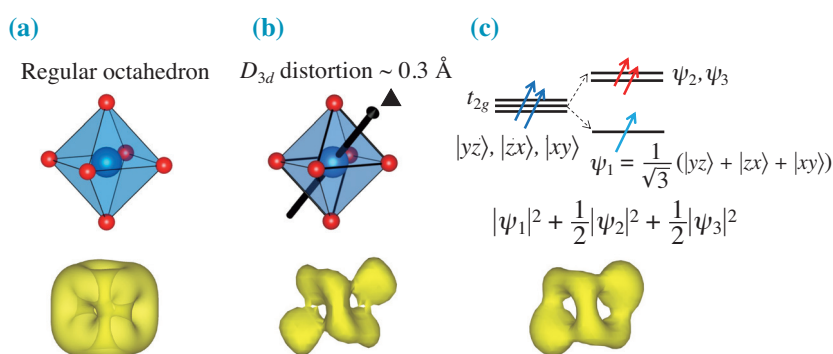 (a)
(b)
(c)
Regular octahedron
D₃d distortion ~ 0.3 Å
t₂g
ψ₂, ψ₃
|yz⟩, |zx⟩, |xy⟩
ψ₁ = 1/√3 (|yz⟩ + |zx⟩ + |xy⟩)
|ψ₁|² + 1/2|ψ₂|² + 1/2|ψ₃|²